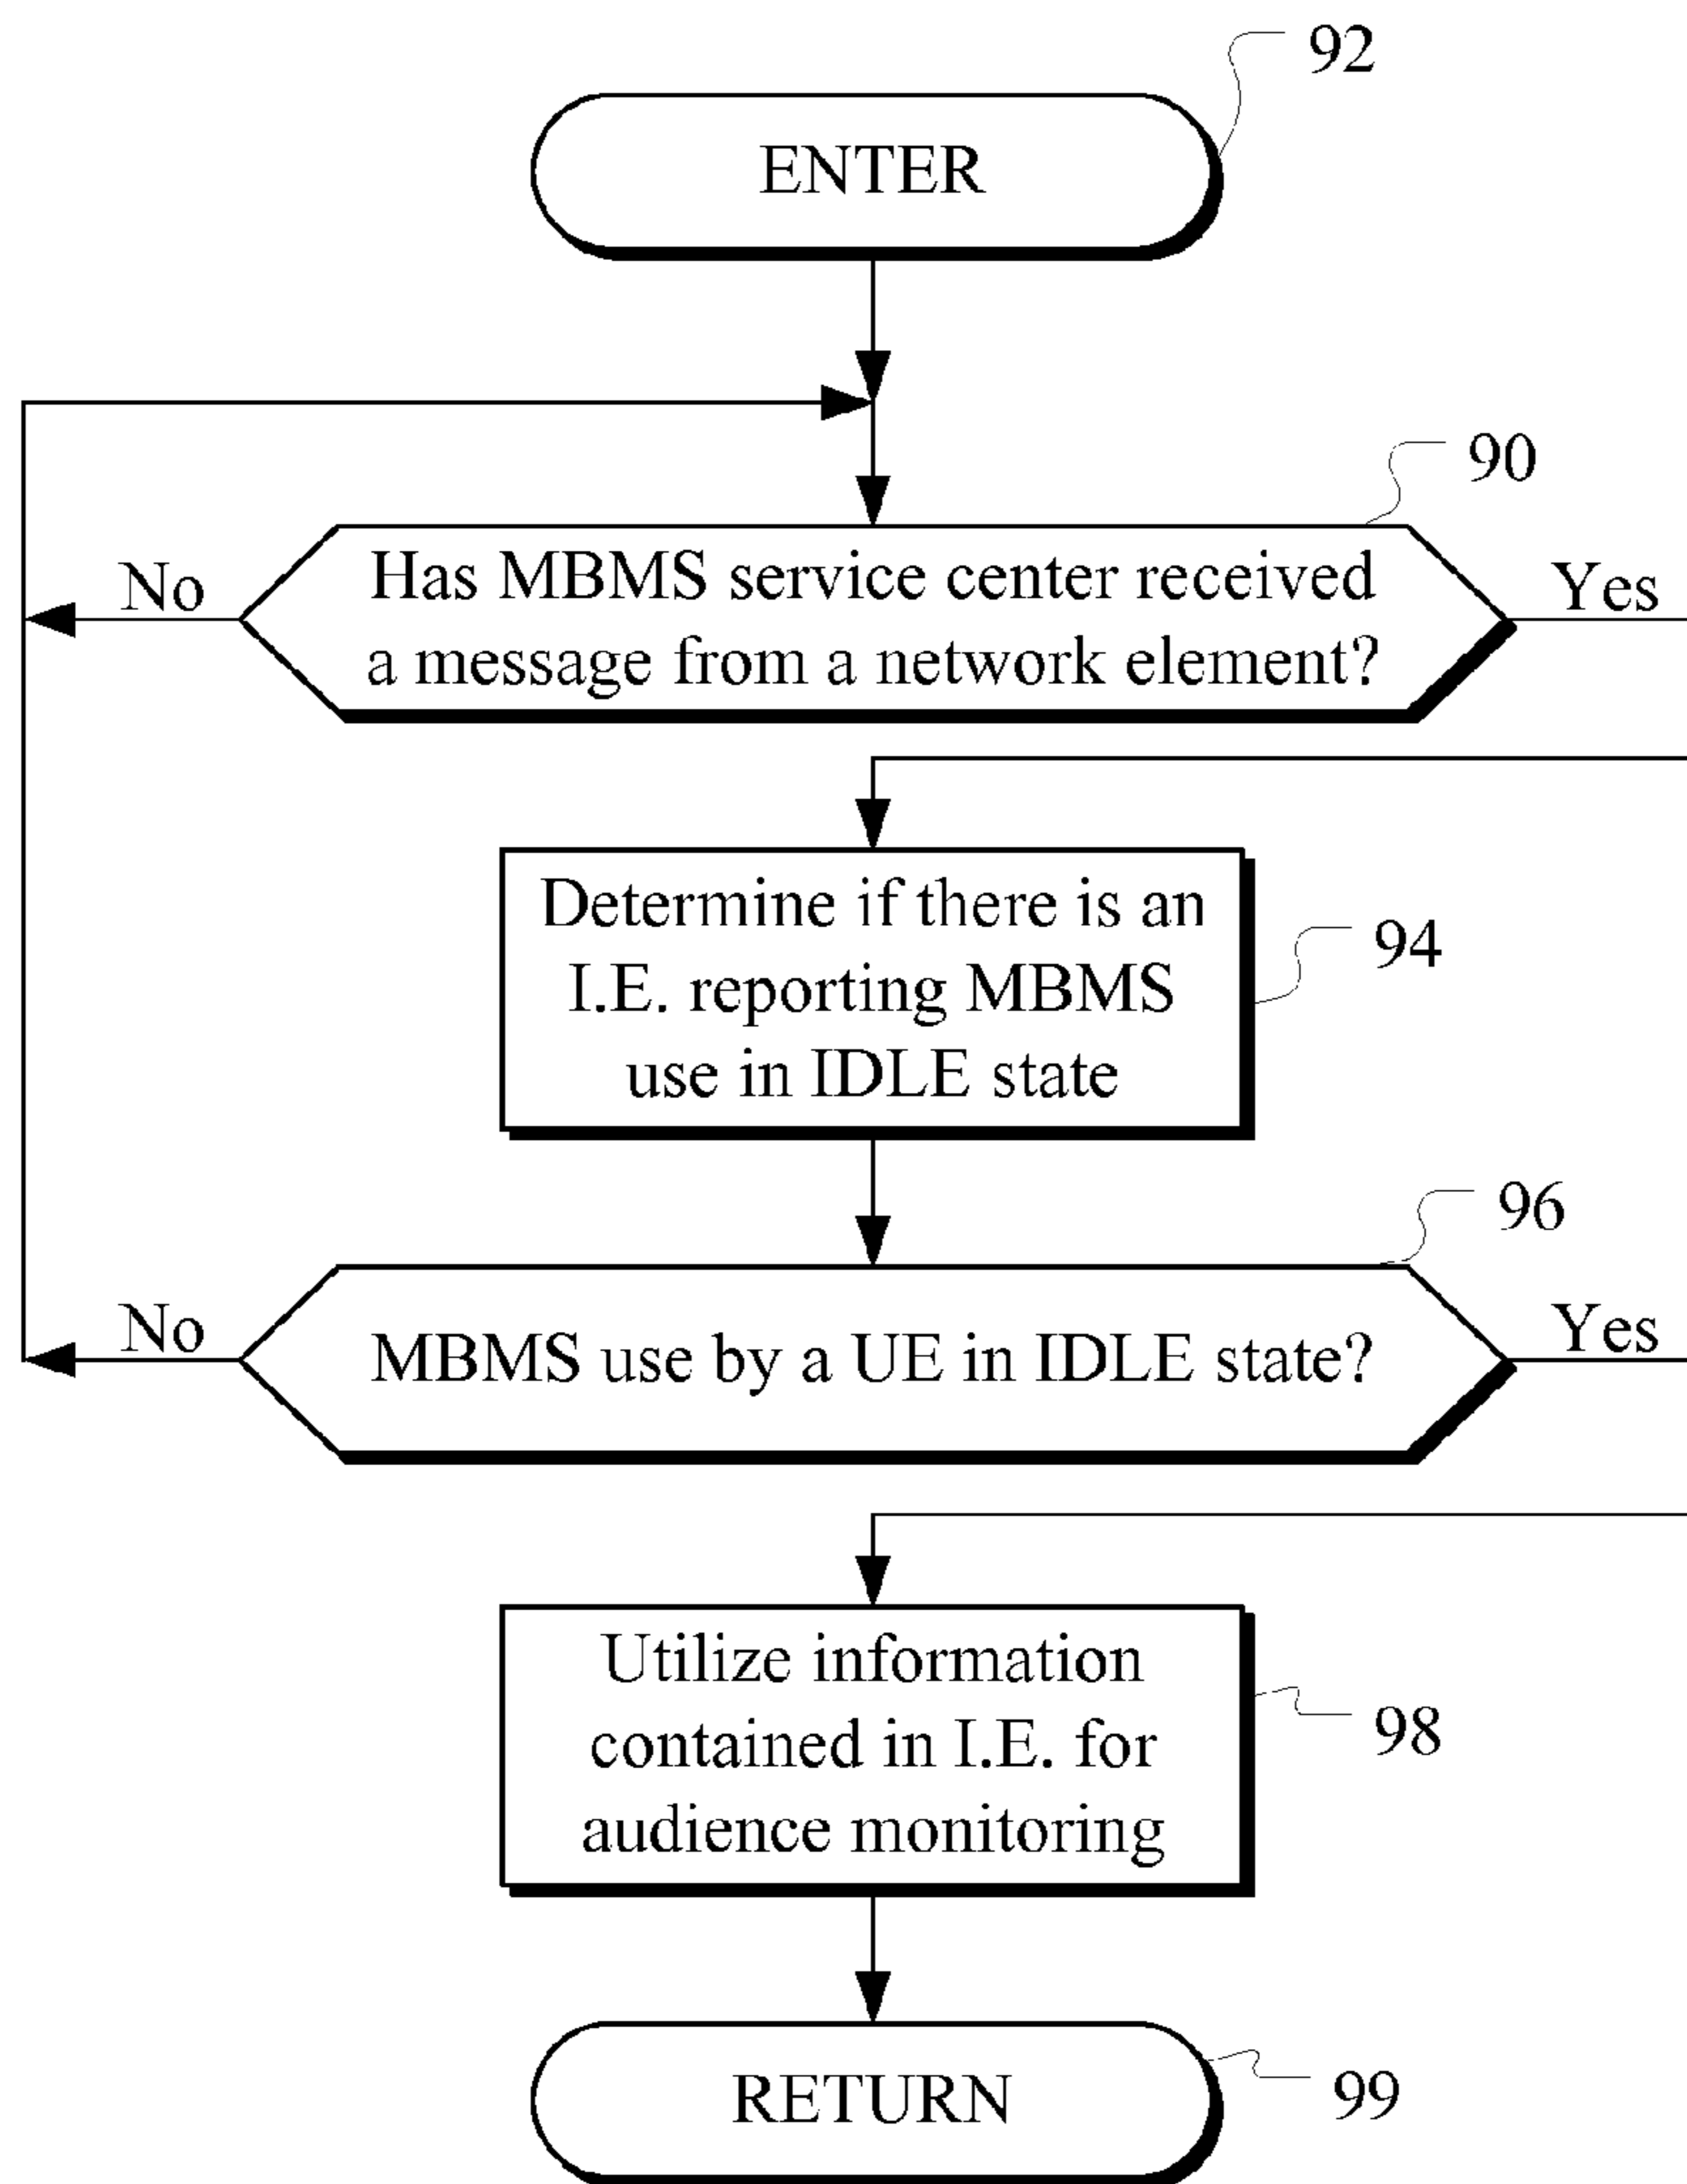 92
ENTER
90
Has MBMS service center received
a message from a network element?
No
Yes
Determine if there is an
I.E. reporting MBMS
use in IDLE state
94
96
MBMS use by a UE in IDLE state?
No
Yes
Utilize information
contained in I.E. for
audience monitoring
98
RETURN
99